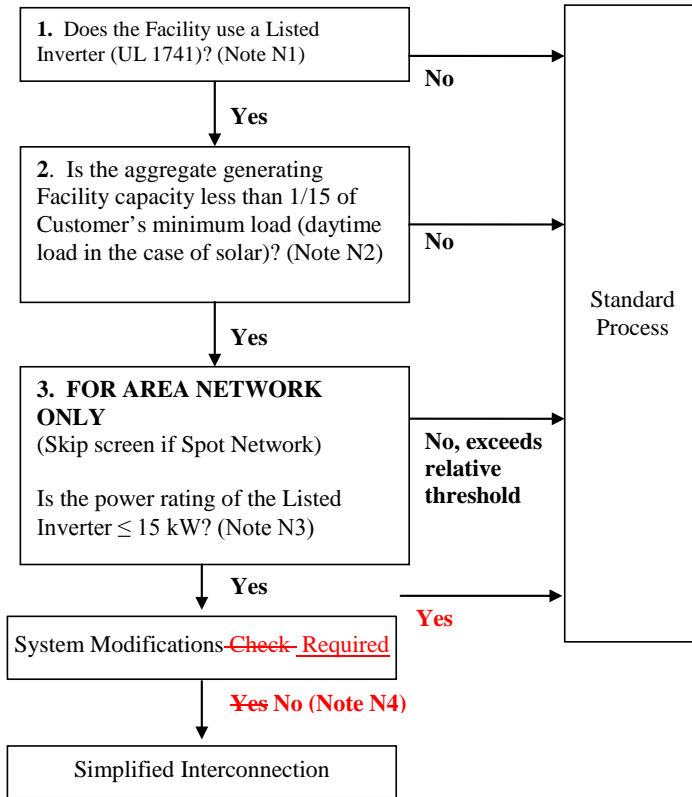 1. Does the Facility use a Listed
Inverter (UL 1741)? (Note N1)
No
Yes
2. Is the aggregate generating
Facility capacity less than 1/15 of
Customer's minimum load (daytime
load in the case of solar)? (Note N2)
No
Yes
Standard
Process
3. FOR AREA NETWORK
ONLY
(Skip screen if Spot Network)
Is the power rating of the Listed
Inverter ≤ 15 kW? (Note N3)
No, exceeds
relative
threshold
Yes
Yes
System Modifications Check Required
Yes No (Note N4)
Simplified Interconnection